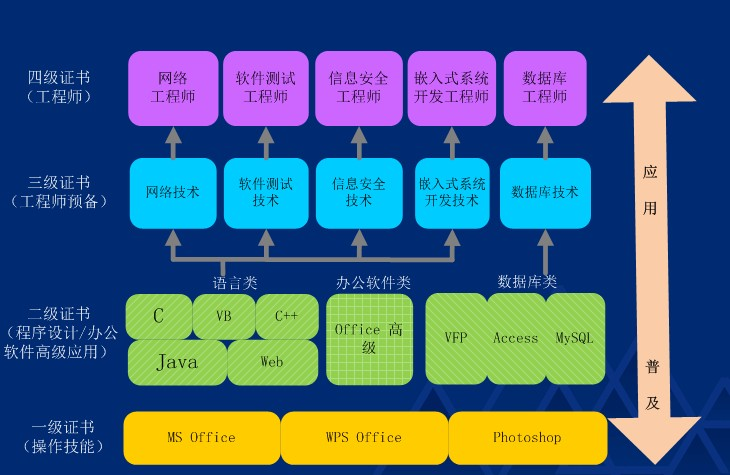 四级证书
（工程师）
网络
工程师
软件测试
工程师
信息安全
工程师
嵌入式系统
开发工程师
数据库
工程师
三级证书
（工程师预备）
网络技术
软件测试
技术
信息安全
技术
嵌入式系统
开发技术
数据库技术
语言类
办公软件类
数据库类
二级证书
（程序设计/办公
软件高级应用）
C
VB
C++
Java
Web
Office 高
级
VFP
Access
MySQL
一级证书
（操作技能）
MS Office
WPS Office
Photoshop
应
用
普
及